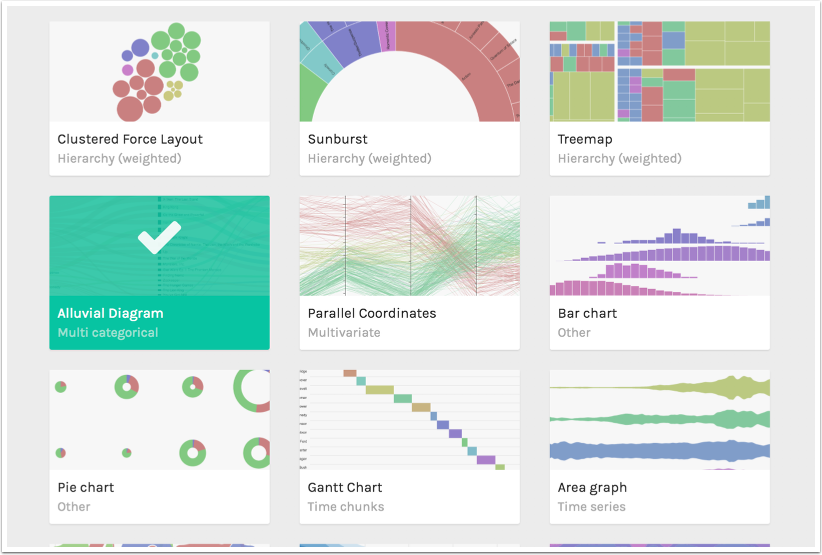 Clustered Force Layout
Hierarchy (weighted)
Sunburst
Hierarchy (weighted)
Treemap
Hierarchy (weighted)
Alluvial Diagram
Multi categorical
Parallel Coordinates
Multivariate
Bar chart
Other
Pie chart
Other
Gantt Chart
Time chunks
Area graph
Time series